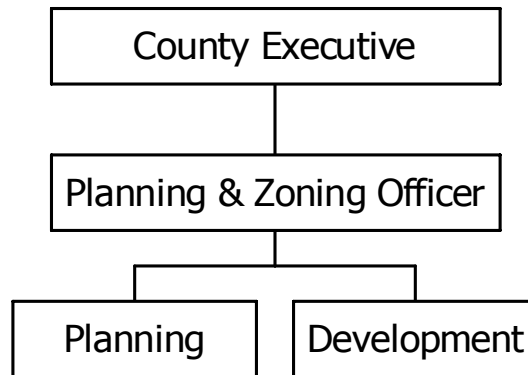 County Executive
Planning & Zoning Officer
Planning
Development